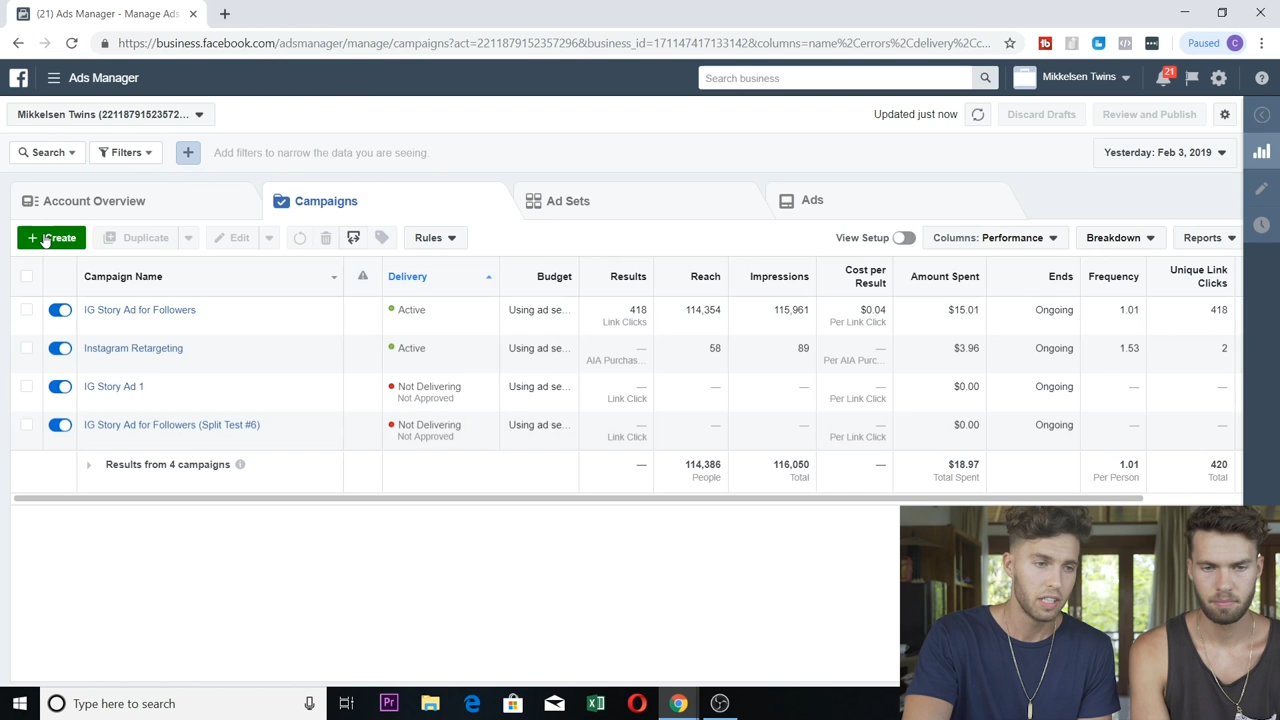 (21) Ads Manager - Manage Ads
https://business.facebook.com/adsmanager/manage/campaigns?act=2211879152357296&business_id=171147417133142&columns=name%2Cerrors%2Cdelivery%2Cc...
Paused
C
Ads Manager
Search business
Mikkelsen Twins
21
Mikkelsen Twins (22118791523572...
Updated just now
Discard Drafts
Review and Publish
Search
Filters
Add filters to narrow the data you are seeing.
Yesterday: Feb 3, 2019
Account Overview
Campaigns
Ad Sets
Ads
+ Create
Duplicate
Edit
Rules
View Setup
Columns: Performance
Breakdown
Reports
Campaign Name
Delivery
Budget
Results
Reach
Impressions
Cost per
Result
Amount Spent
Ends
Frequency
Unique Link
Clicks
IG Story Ad for Followers
Active
Using ad se...
418
Link Clicks
114,354
115,961
$0.04
Per Link Click
$15.01
Ongoing
1.01
418
Instagram Retargeting
Active
Using ad se...
—
AIA Purchas...
58
89
—
Per AIA Purc...
$3.96
Ongoing
1.53
2
IG Story Ad 1
Not Delivering
Not Approved
Using ad se...
—
Link Click
—
—
—
Per Link Click
$0.00
Ongoing
—
—
IG Story Ad for Followers (Split Test #6)
Not Delivering
Not Approved
Using ad se...
—
Link Click
—
—
—
Per Link Click
$0.00
Ongoing
—
—
Results from 4 campaigns
—
114,386
People
116,050
Total
—
$18.97
Total Spent
1.01
Per Person
420
Total
Type here to search
Pr